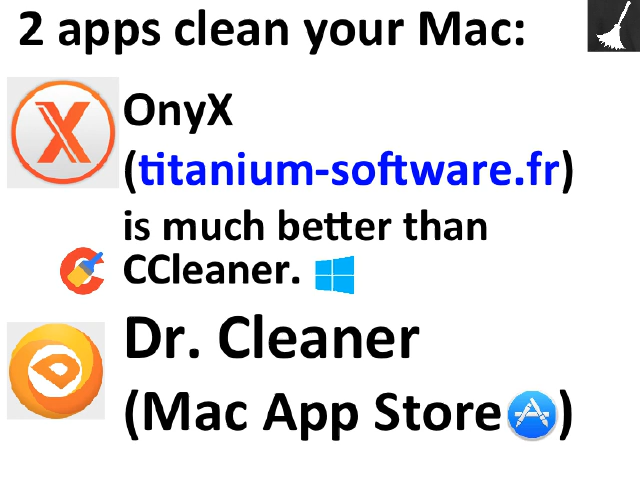 2 apps clean your Mac:
OnyX
(titanium-software.fr)
is much better than
CCleaner.
Dr. Cleaner
(Mac App Store )